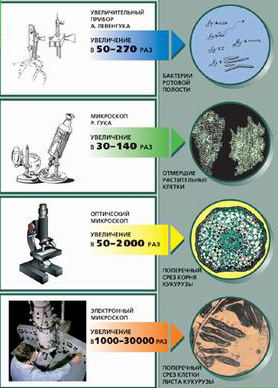 УВЕЛИЧИТЕЛЬНЫЙ
ПРИБОР
А. ЛЕВЕНГУКА
УВЕЛИЧЕНИЕ
В 50–270 РАЗ
БАКТЕРИИ
РОТОВОЙ
ПОЛОСТИ
МИКРОСКОП
Р. ГУКА
УВЕЛИЧЕНИЕ
В 30–140 РАЗ
ОТМЕРШИЕ
РАСТИТЕЛЬНЫЕ
КЛЕТКИ
ОПТИЧЕСКИЙ
МИКРОСКОП
УВЕЛИЧЕНИЕ
В 50–2000 РАЗ
ПОПЕРЕЧНЫЙ
СРЕЗ КОРНЯ
КУКУРУЗЫ
ЭЛЕКТРОННЫЙ
МИКРОСКОП
УВЕЛИЧЕНИЕ
В 1000–30000 РАЗ
ПОПЕРЕЧНЫЙ
СРЕЗ КЛЕТКИ
ЛИСТА КУКУРУЗЫ